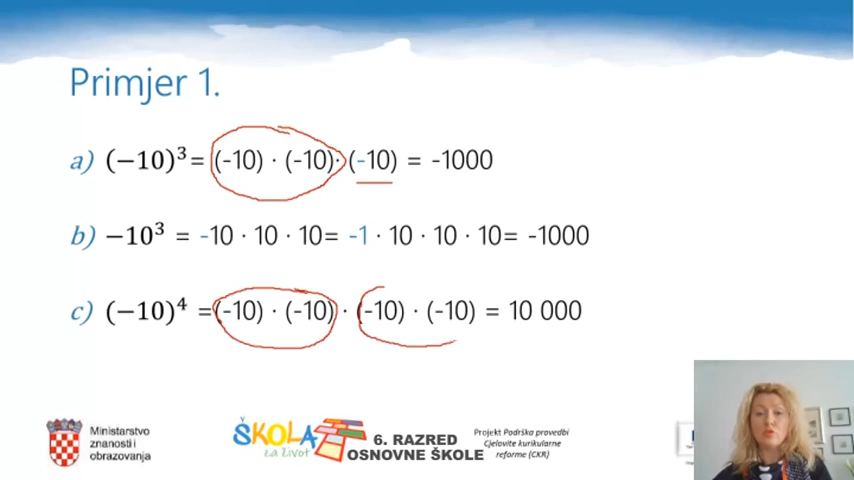 Primjer 1.
a) (−10)³= (-10) · (-10)· (-10) = -1000
b) −10³ = -10 · 10 · 10= -1 · 10 · 10 · 10= -1000
c) (−10)⁴ =(-10) · (-10) · (-10) · (-10) = 10 000
Ministarstvo
znanosti i
obrazovanja
ŠKOLA
za život
6. RAZRED
OSNOVNE ŠKOLE
Projekt Podrška provedbi
Cjelovite kurikularne
reforme (CKR)